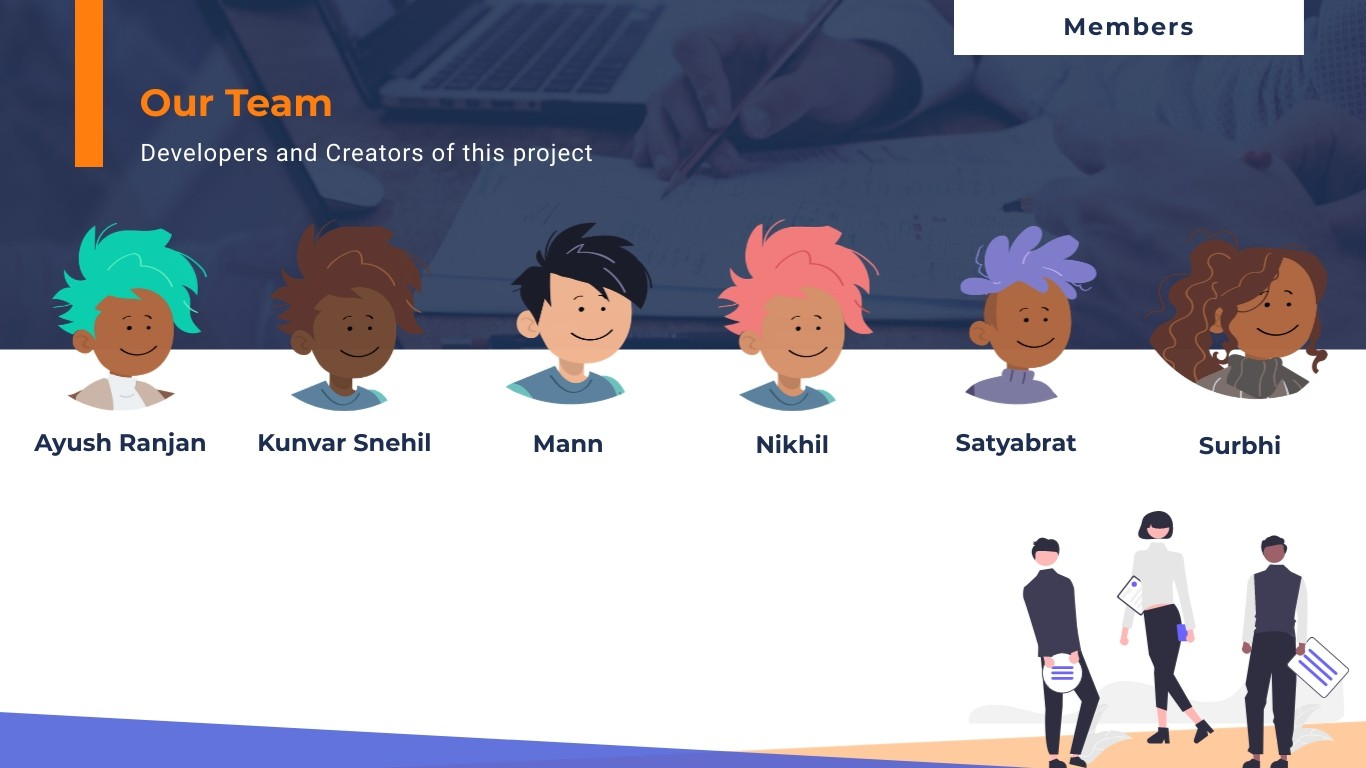 Members
Our Team
Developers and Creators of this project
Ayush Ranjan
Kunvar Snehil
Mann
Nikhil
Satyabrat
Surbhi